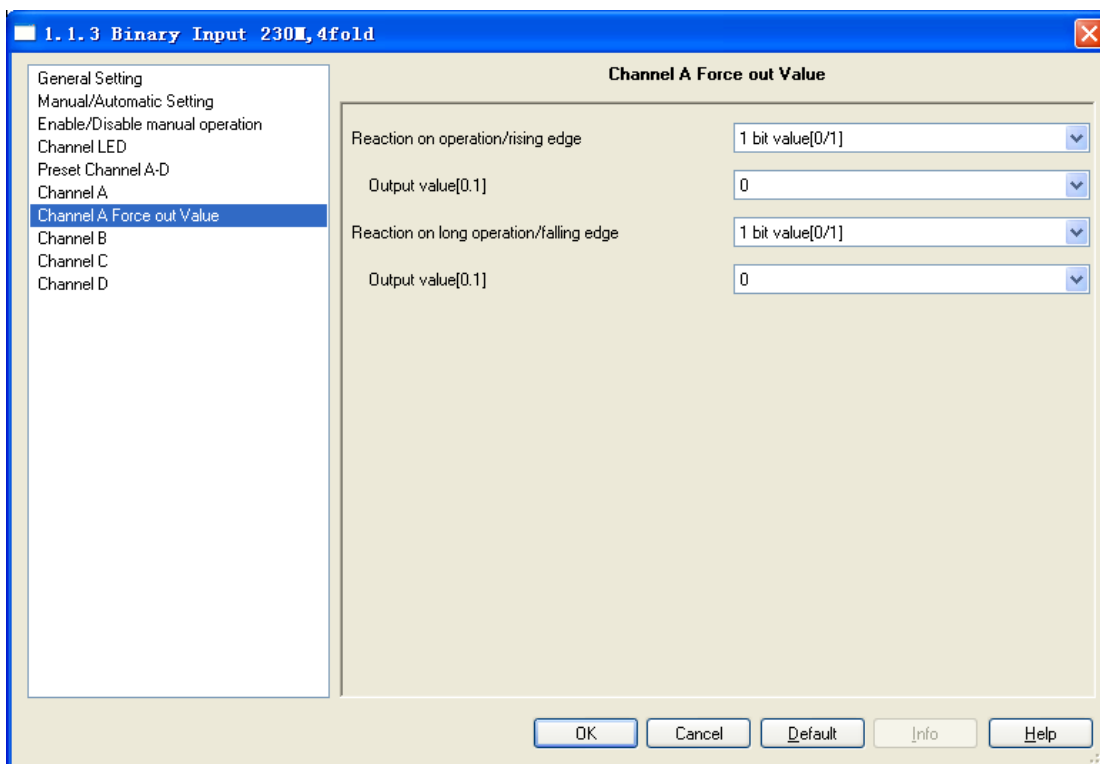 1.1.3 Binary Input 230M,4fold
General Setting
Manual/Automatic Setting
Enable/Disable manual operation
Channel LED
Preset Channel A-D
Channel A
Channel A Force out Value
Channel B
Channel C
Channel D
Channel A Force out Value
Reaction on operation/rising edge
1 bit value[0/1]
Output value[0.1]
0
Reaction on long operation/falling edge
1 bit value[0/1]
Output value[0.1]
0
OK
Cancel
Default
Info
Help